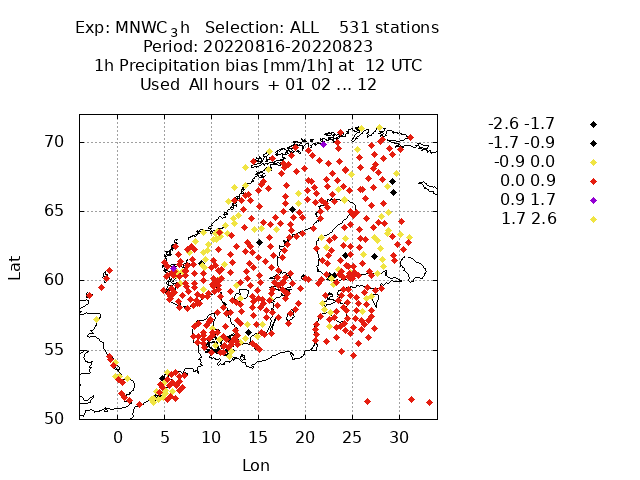 Exp: MNWC3h Selection: ALL 531 stations
Period: 20220816-20220823
1h Precipitation bias [mm/1h] at 12 UTC
Used All hours + 01 02 ... 12
-2.6 -1.7
-1.7 -0.9
-0.9 0.0
0.0 0.9
0.9 1.7
1.7 2.6
70
65
60
55
50
Lat
0 5 10 15 20 25 30
Lon